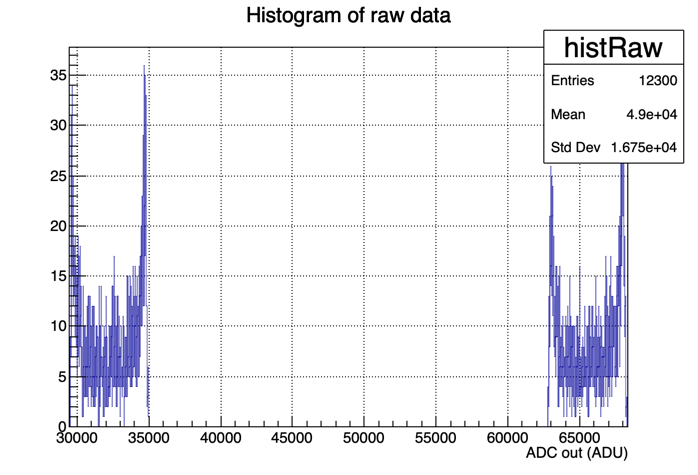 Histogram of raw data
histRaw
Entries 12300
Mean 4.9e+04
Std Dev 1.675e+04
35
30
25
20
15
10
5
0
30000 35000 40000 45000 50000 55000 60000 65000
ADC out (ADU)